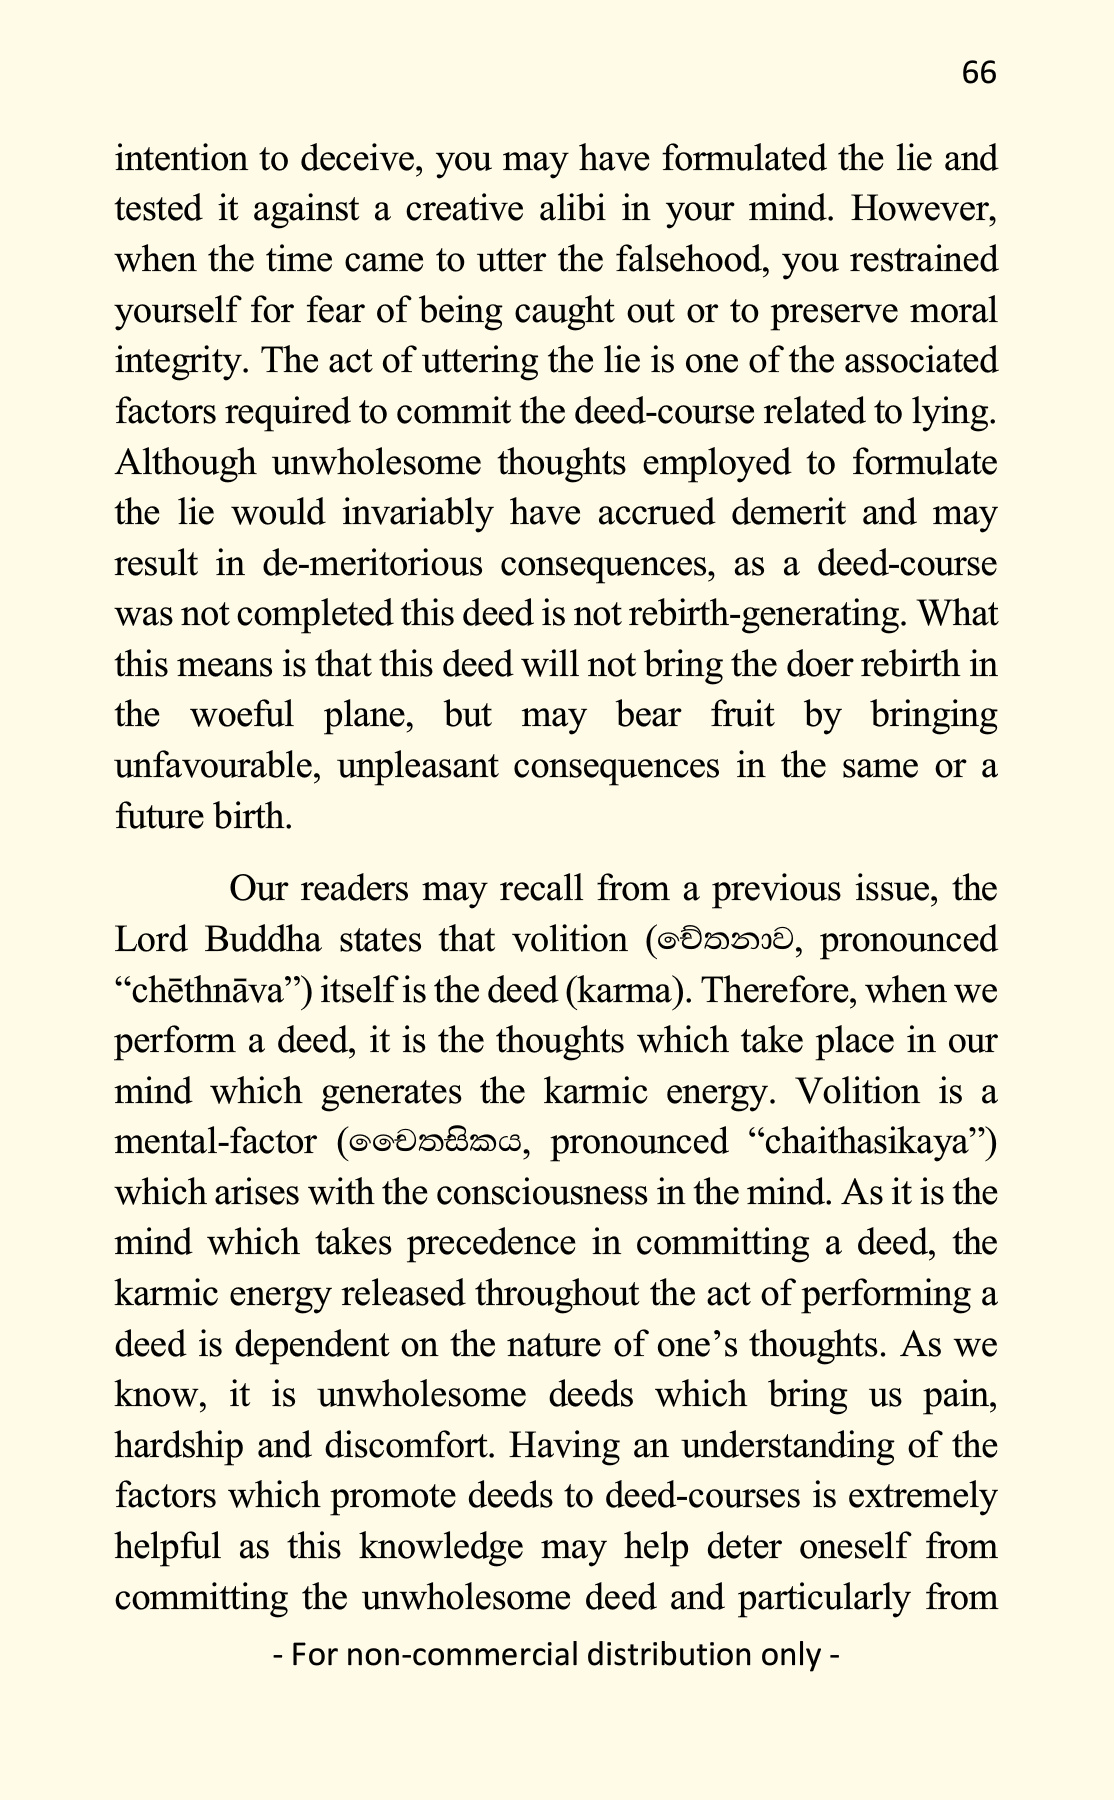 66
intention to deceive, you may have formulated the lie and
tested it against a creative alibi in your mind. However,
when the time came to utter the falsehood, you restrained
yourself for fear of being caught out or to preserve moral
integrity. The act of uttering the lie is one of the associated
factors required to commit the deed-course related to lying.
Although unwholesome thoughts employed to formulate
the lie would invariably have accrued demerit and may
result in de-meritorious consequences, as a deed-course
was not completed this deed is not rebirth-generating. What
this means is that this deed will not bring the doer rebirth in
the woeful plane, but may bear fruit by bringing
unfavourable, unpleasant consequences in the same or a
future birth.
Our readers may recall from a previous issue, the
Lord Buddha states that volition (චේතනාව, pronounced
“chēthnāva”) itself is the deed (karma). Therefore, when we
perform a deed, it is the thoughts which take place in our
mind which generates the karmic energy. Volition is a
mental-factor (චෛතසිකය, pronounced “chaithasikaya”)
which arises with the consciousness in the mind. As it is the
mind which takes precedence in committing a deed, the
karmic energy released throughout the act of performing a
deed is dependent on the nature of one’s thoughts. As we
know, it is unwholesome deeds which bring us pain,
hardship and discomfort. Having an understanding of the
factors which promote deeds to deed-courses is extremely
helpful as this knowledge may help deter oneself from
committing the unwholesome deed and particularly from
- For non-commercial distribution only -